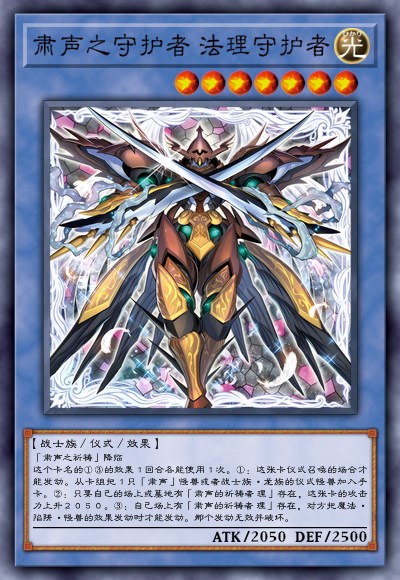 肃声之守护者 法理守护者
光
【战士族／仪式／效果】
「肃声之祈祷」降临
这个卡名的①③的效果１回合各能使用１次。①：这张卡仪式召唤的场合才
能发动。从卡组把１只「肃声」怪兽或者战士族·龙族的仪式怪兽加入手
卡。②：只要自己的场上或墓地有「肃声的祈祷者 理」存在，这张卡的攻击
力上升２０５０。③：自己场上有「肃声的祈祷者 理」存在，对方把魔法·
陷阱·怪兽的效果发动时才能发动。那个发动无效并破坏。
ATK/2050 DEF/2500